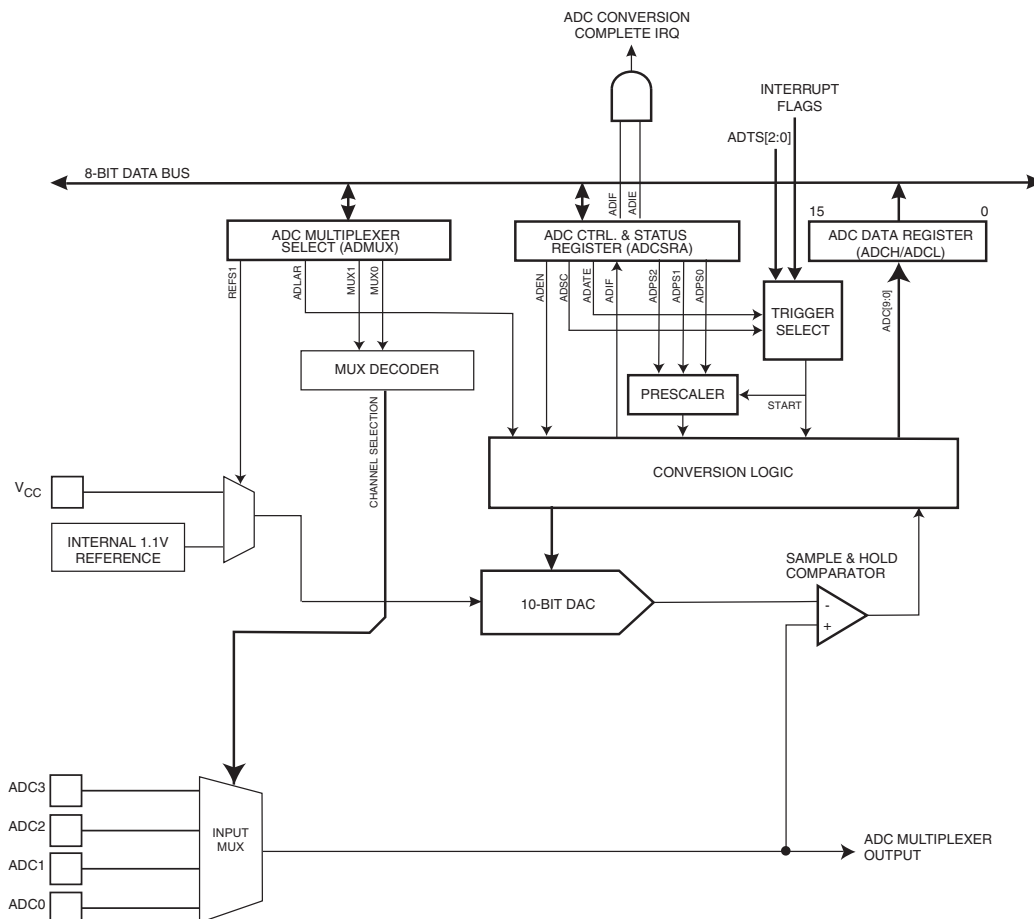 ADC CONVERSION
COMPLETE IRQ
INTERRUPT
FLAGS
ADTS[2:0]
8-BIT DATA BUS
ADIF
ADIE
15
0
ADC MULTIPLEXER
SELECT (ADMUX)
ADC CTRL. & STATUS
REGISTER (ADCSRA)
ADC DATA REGISTER
(ADCH/ADCL)
REFS1
ADLAR
MUX1
MUX0
ADEN
ADSC
ADATE
ADIF
ADPS2
ADPS1
ADPS0
ADC[9:0]
TRIGGER
SELECT
MUX DECODER
PRESCALER
START
CHANNEL SELECTION
CONVERSION LOGIC
VCC
INTERNAL 1.1V
REFERENCE
SAMPLE & HOLD
COMPARATOR
10-BIT DAC
-
+
ADC3
ADC2
ADC1
ADC0
INPUT
MUX
ADC MULTIPLEXER
OUTPUT